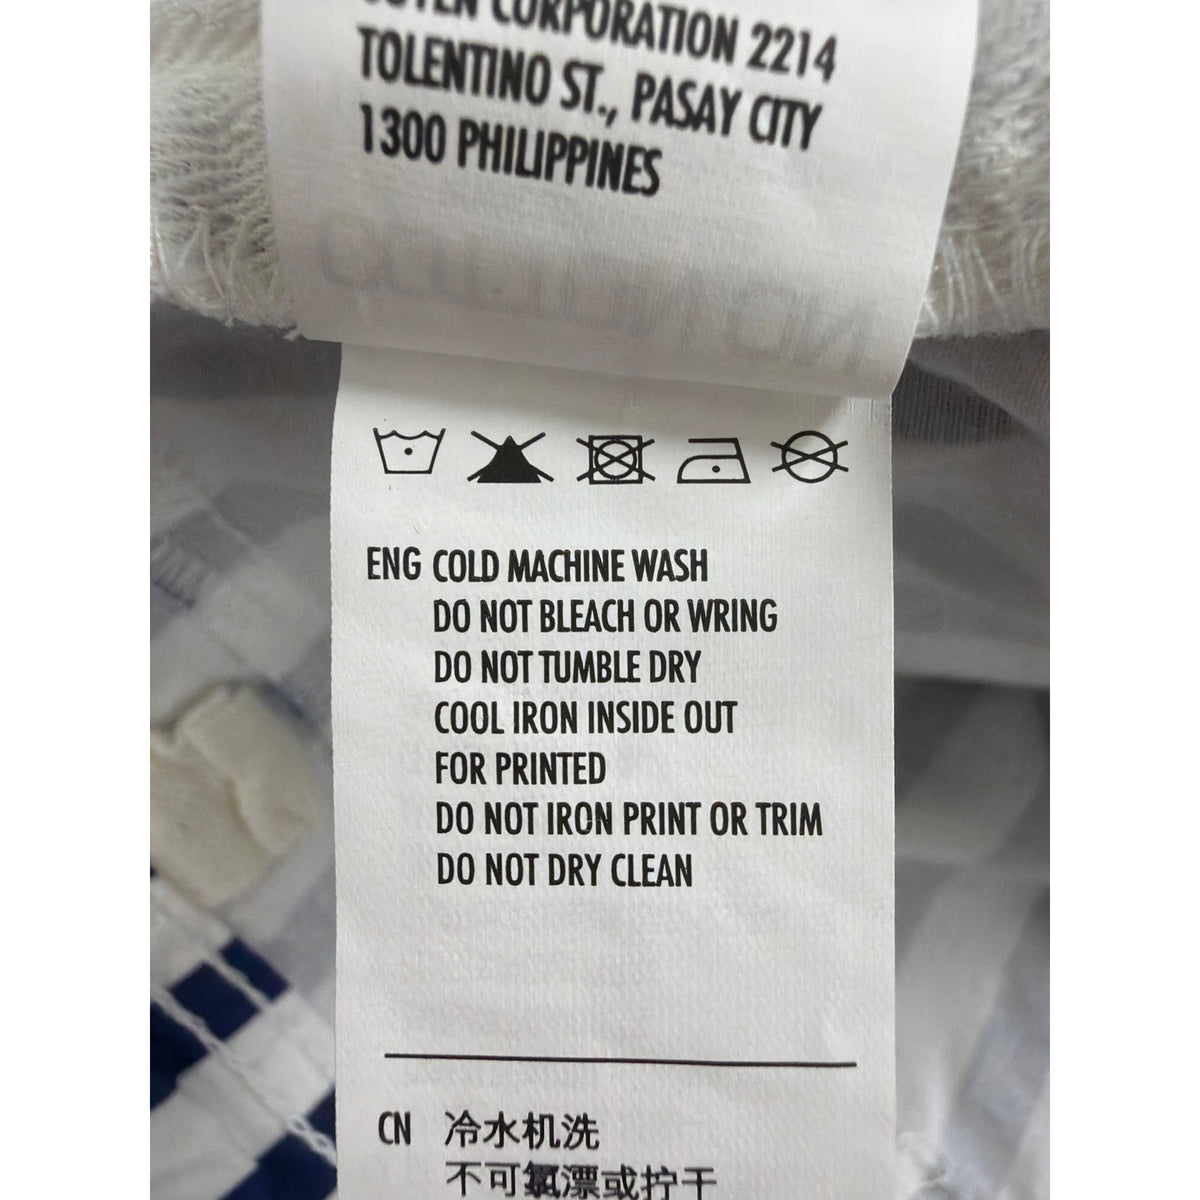 CORPORATION 2214
TOLENTINO ST., PASAY CITY
1300 PHILIPPINES
ENG COLD MACHINE WASH
DO NOT BLEACH OR WRING
DO NOT TUMBLE DRY
COOL IRON INSIDE OUT
FOR PRINTED
DO NOT IRON PRINT OR TRIM
DO NOT DRY CLEAN
CN 冷水机洗
不可氯漂或拧干